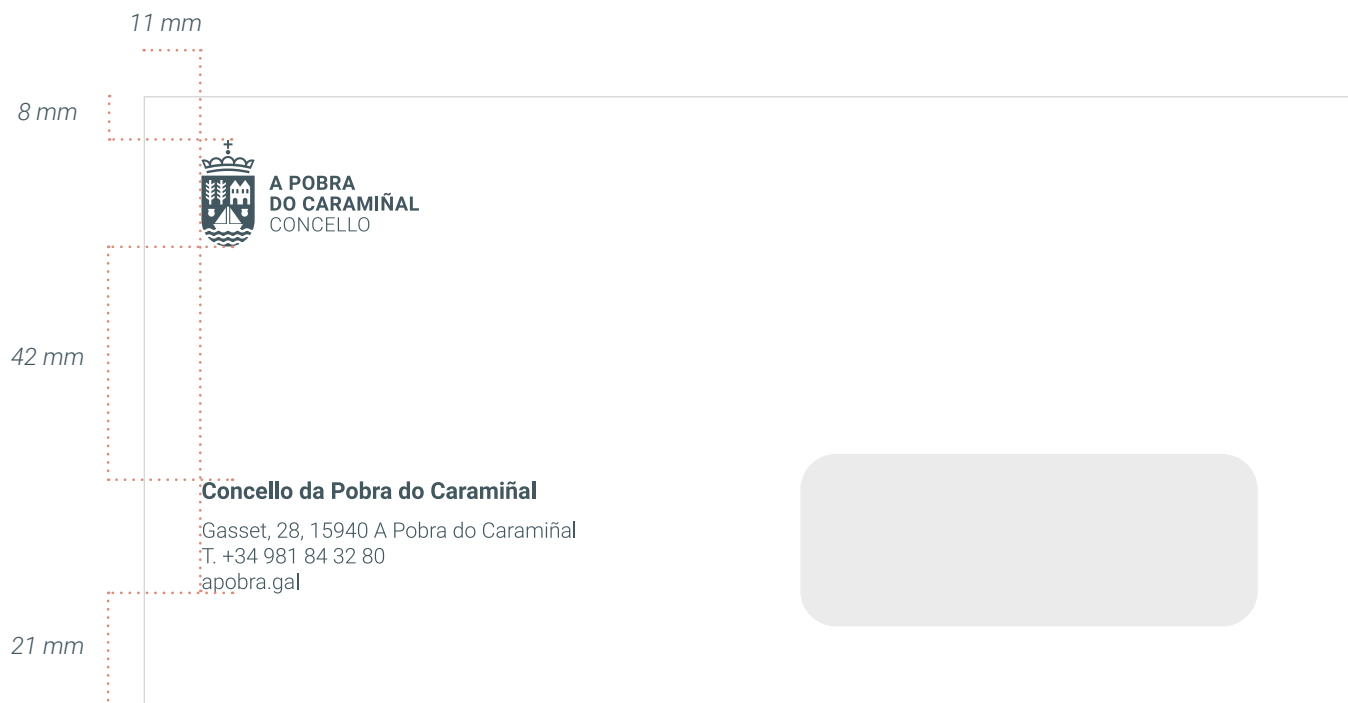 11 mm
8 mm
A POBRA
DO CARAMIÑAL
CONCELLO
42 mm
Concello da Pobra do Caramiñal
Gasset, 28, 15940 A Pobra do Caramiñal
T. +34 981 84 32 80
apobra.gal
21 mm